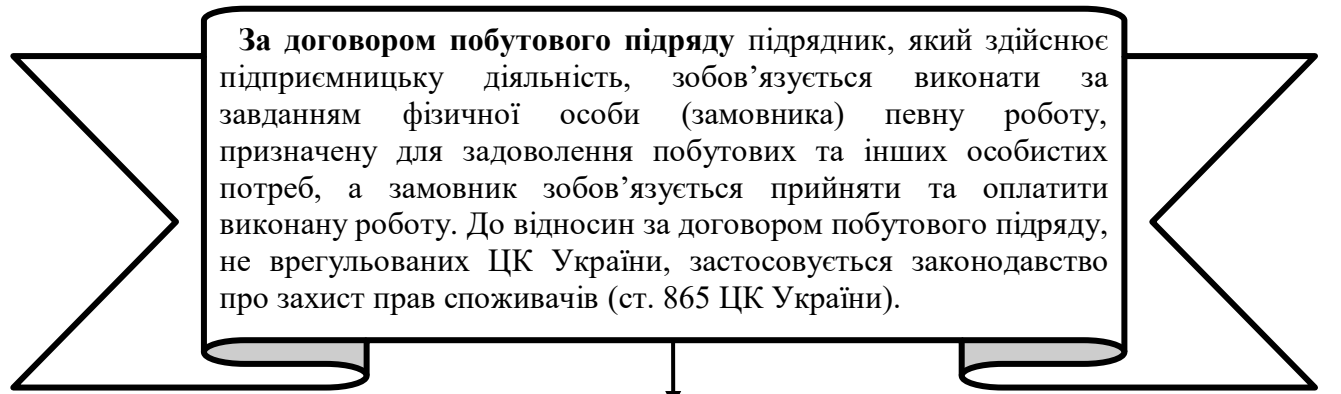 За договором побутового підряду підрядник, який здійснює
підприємницьку діяльність, зобов’язується виконати за
завданням фізичної особи (замовника) певну роботу,
призначену для задоволення побутових та інших особистих
потреб, а замовник зобов’язується прийняти та оплатити
виконану роботу. До відносин за договором побутового підряду,
не врегульованих ЦК України, застосовується законодавство
про захист прав споживачів (ст. 865 ЦК України).